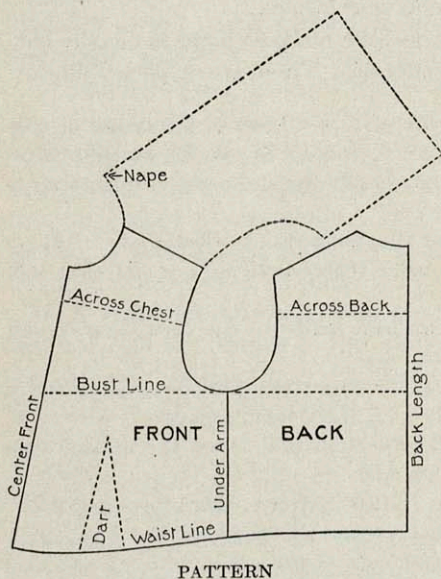 Nape
Across Chest
Across Back
Bust Line
Center Front
FRONT
Under Arm
BACK
Back Length
Dart
Waist Line
PATTERN